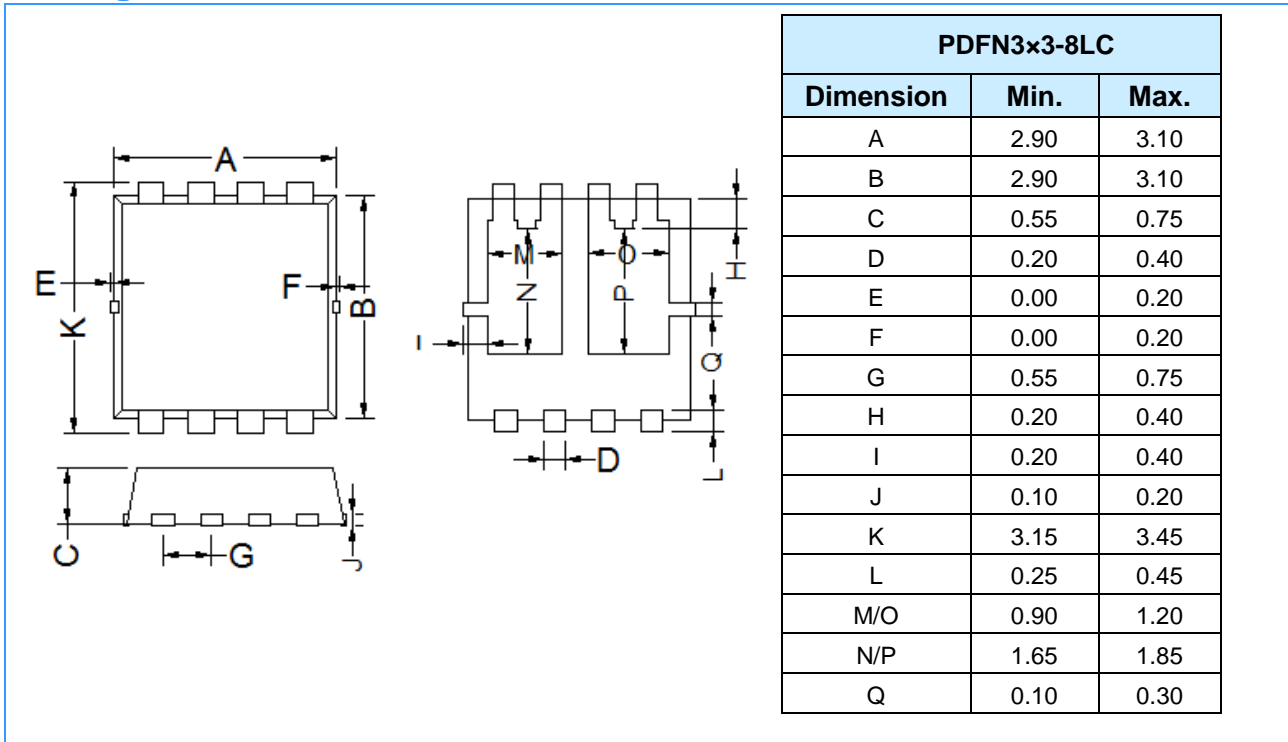 PDFN3×3-8LC
Dimension Min. Max.
A 2.90 3.10
B 2.90 3.10
C 0.55 0.75
D 0.20 0.40
E 0.00 0.20
F 0.00 0.20
G 0.55 0.75
H 0.20 0.40
I 0.20 0.40
J 0.10 0.20
K 3.15 3.45
L 0.25 0.45
M/O 0.90 1.20
N/P 1.65 1.85
Q 0.10 0.30
A
E
F
B
K
C
G
J
M
O
N
P
H
I
Q
D
L